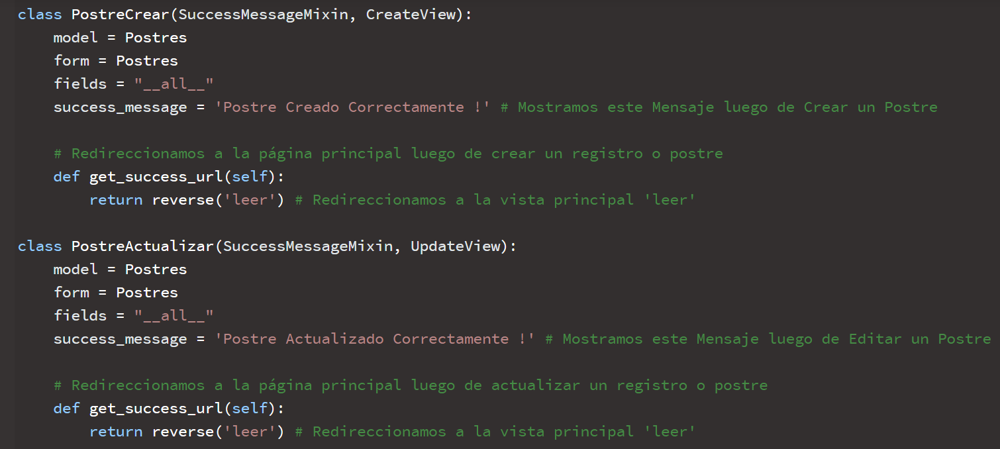 class PostreCrear(SuccessMessageMixin, CreateView):
    model = Postres
    form = Postres
    fields = "__all__"
    success_message = 'Postre Creado Correctamente !' # Mostramos este Mensaje luego de Crear un Postre
    # Redireccionamos a la página principal luego de crear un registro o postre
    def get_success_url(self):
        return reverse('leer') # Redireccionamos a la vista principal 'leer'
class PostreActualizar(SuccessMessageMixin, UpdateView):
    model = Postres
    form = Postres
    fields = "__all__"
    success_message = 'Postre Actualizado Correctamente !' # Mostramos este Mensaje luego de Editar un Postre
    # Redireccionamos a la página principal luego de actualizar un registro o postre
    def get_success_url(self):
        return reverse('leer') # Redireccionamos a la vista principal 'leer'